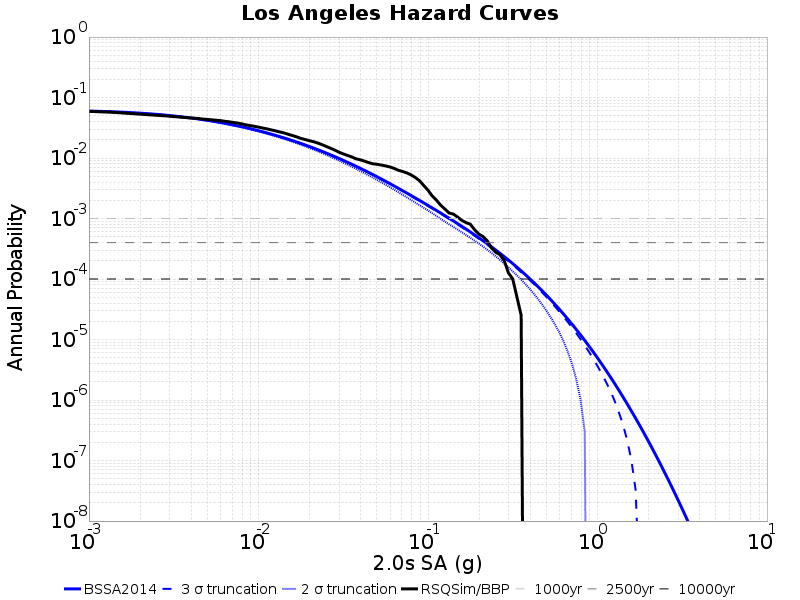 Los Angeles Hazard Curves
Annual Probability
10^0
10^-1
10^-2
10^-3
10^-4
10^-5
10^-6
10^-7
10^-8
10^-3 10^-2 10^-1 10^0 10^1
2.0s SA (g)
BSSA2014 3 σ truncation 2 σ truncation RSQSim/BBP 1000yr 2500yr 10000yr